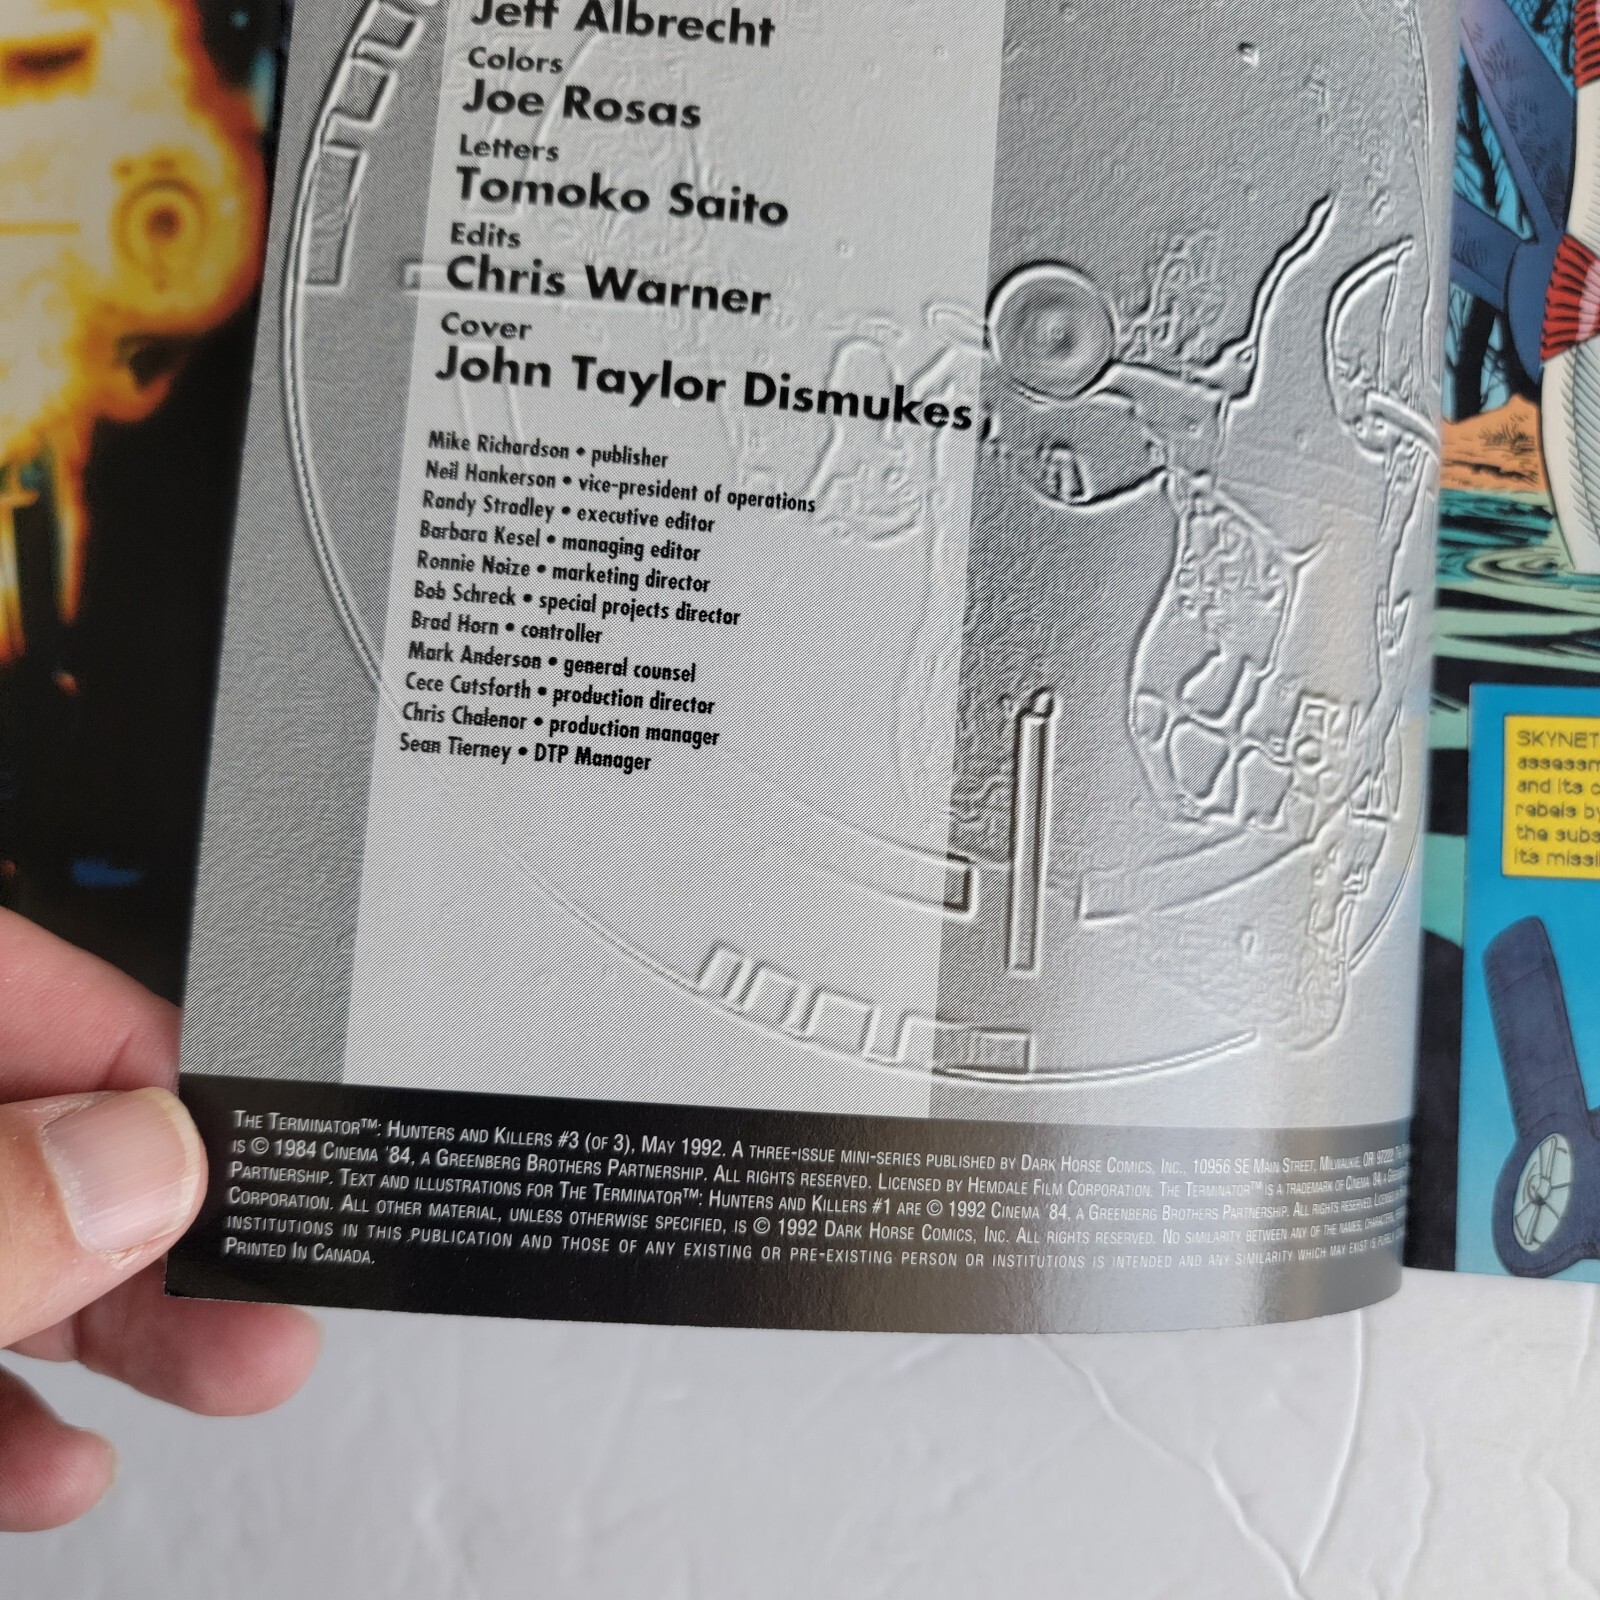 Jeff Albrecht
Colors
Joe Rosas
Letters
Tomoko Saito
Edits
Chris Warner
Cover
John Taylor Dismukes
Mike Richardson • publisher
Neil Hankerson • vice-president of operations
Randy Stradley • executive editor
Barbara Kesel • managing editor
Ronnie Noize • marketing director
Bob Schreck • special projects director
Brad Horn • controller
Mark Anderson • general counsel
Cece Cutsforth • production director
Chris Chalenor • production manager
Sean Tierney • DTP Manager
THE TERMINATOR™: HUNTERS AND KILLERS #3 (OF 3), MAY 1992. A THREE-ISSUE MINI-SERIES PUBLISHED BY DARK HORSE COMICS, INC., 10956 SE MAIN STREET, MILWAUKIE, OR 97222.
IS © 1984 CINEMA '84, A GREENBERG BROTHERS PARTNERSHIP. ALL RIGHTS RESERVED. LICENSED BY HEMDALE FILM CORPORATION. THE TERMINATOR™ IS A TRADEMARK OF CINEMA '84, A
PARTNERSHIP. TEXT AND ILLUSTRATIONS FOR THE TERMINATOR™: HUNTERS AND KILLERS #1 ARE © 1992 CINEMA '84, A GREENBERG BROTHERS PARTNERSHIP. ALL RIGHTS RESERVED.
CORPORATION. ALL OTHER MATERIAL, UNLESS OTHERWISE SPECIFIED, IS © 1992 DARK HORSE COMICS, INC. ALL RIGHTS RESERVED. NO SIMILARITY BETWEEN ANY OF THE NAMES, CHARACTERS,
INSTITUTIONS IN THIS PUBLICATION AND THOSE OF ANY EXISTING OR PRE-EXISTING PERSON OR INSTITUTIONS IS INTENDED AND ANY SIMILARITY WHICH MAY EXIST IS PURELY
PRINTED IN CANADA.
SKYNET
and its
rebels by
the subs
it's missi